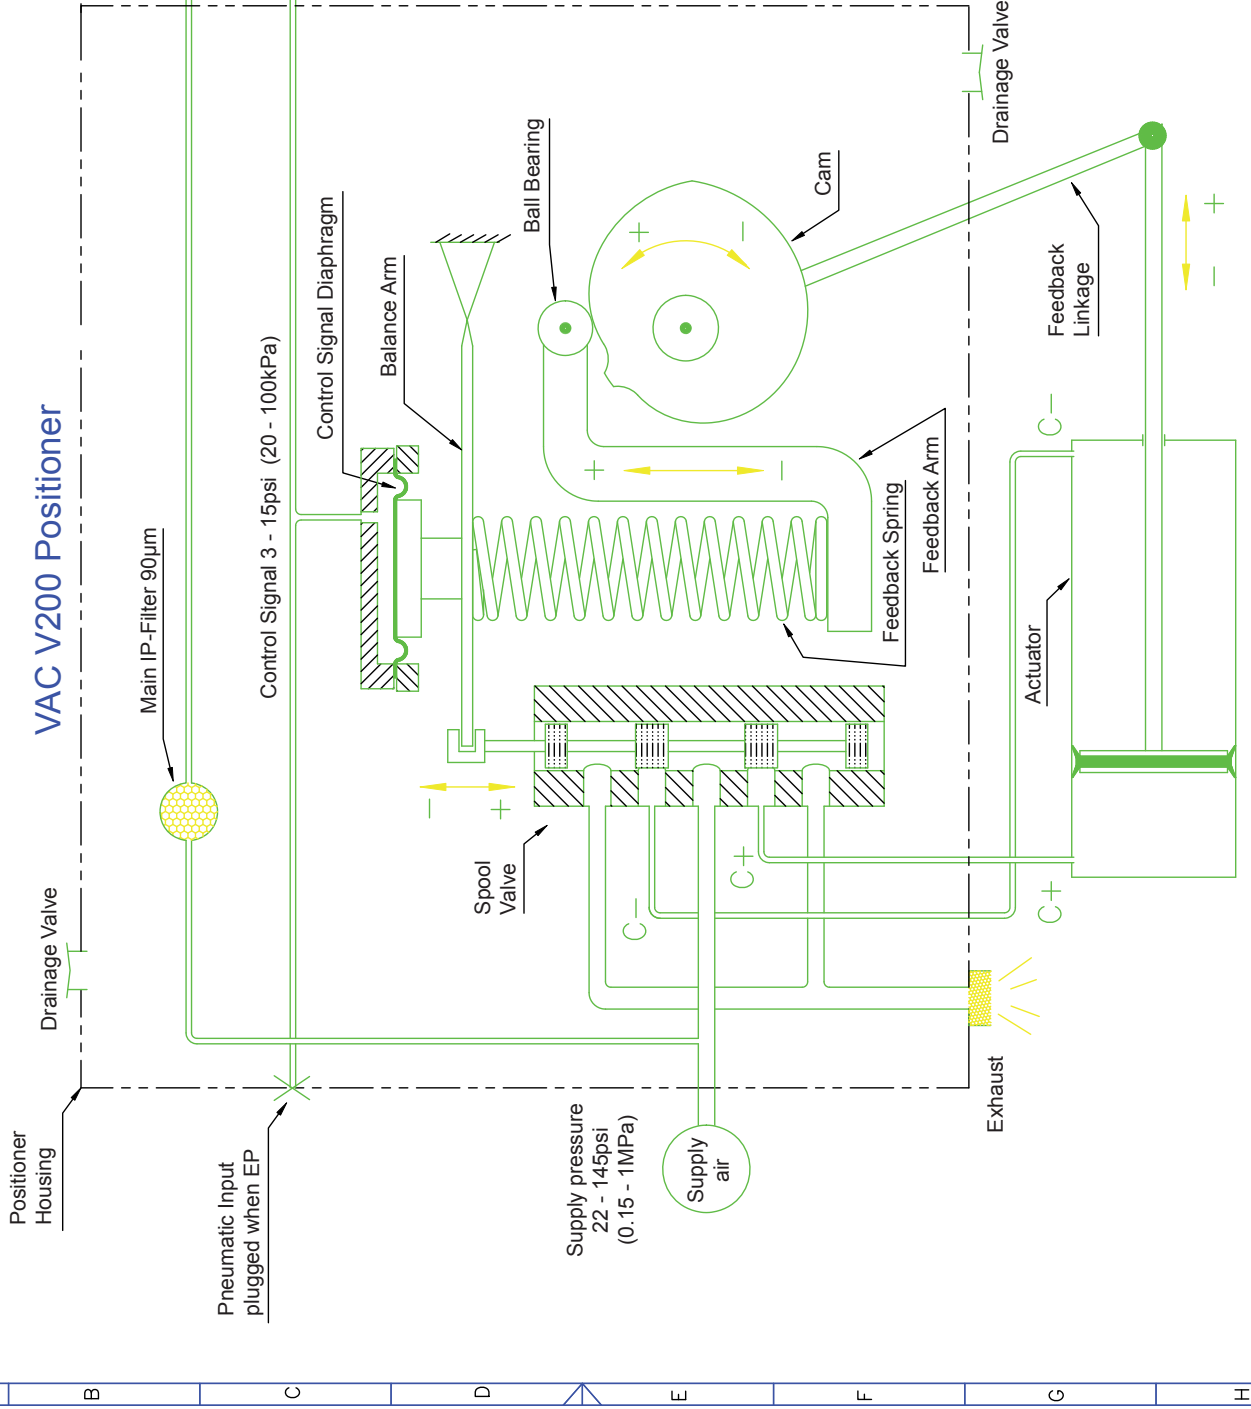 VAC V200 Positioner
Positioner
Housing
Drainage Valve
Main IP-Filter 90µm
Pneumatic Input
plugged when EP
Control Signal 3 - 15psi (20 - 100kPa)
Control Signal Diaphragm
Balance Arm
Ball Bearing
Cam
Drainage Valve
Spool
Valve
Feedback Spring
Feedback Arm
Feedback
Linkage
Supply pressure
22 - 145psi
(0.15 - 1MPa)
Supply
air
Exhaust
Actuator
C−
C+
C+
C−
−
+
+
−
+
−
−
+
B
C
D
E
F
G
H